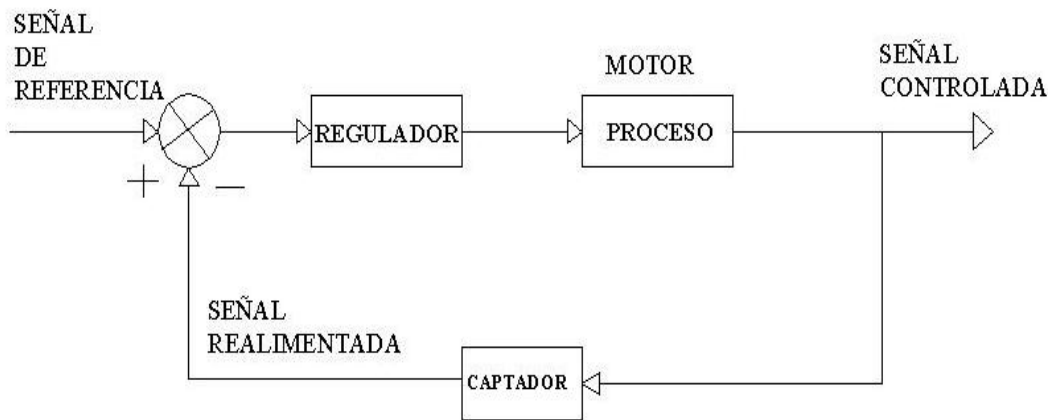 SEÑAL
DE
REFERENCIA
+
−
REGULADOR
MOTOR
PROCESO
SEÑAL
CONTROLADA
SEÑAL
REALIMENTADA
CAPTADOR